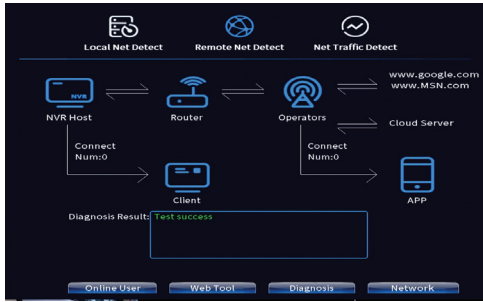 Local Net Detect
Remote Net Detect
Net Traffic Detect
www.google.com
www.MSN.com
NVR
NVR Host
Router
Operators
Cloud Server
Connect
Num:0
Connect
Num:0
Client
APP
Diagnosis Result:
Test success
Online User
Web Tool
Diagnosis
Network